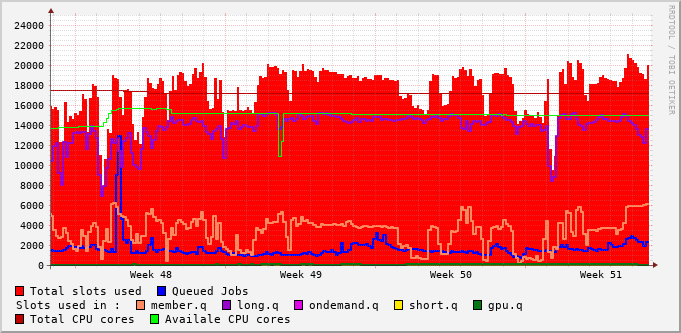 RRDTOOL / TOBI OETIKER
24000
22000
20000
18000
16000
14000
12000
10000
8000
6000
4000
2000
0
Week 48 Week 49 Week 50 Week 51
Total slots used Queued Jobs
Slots used in : member.q long.q ondemand.q short.q gpu.q
Total CPU cores Availale CPU cores